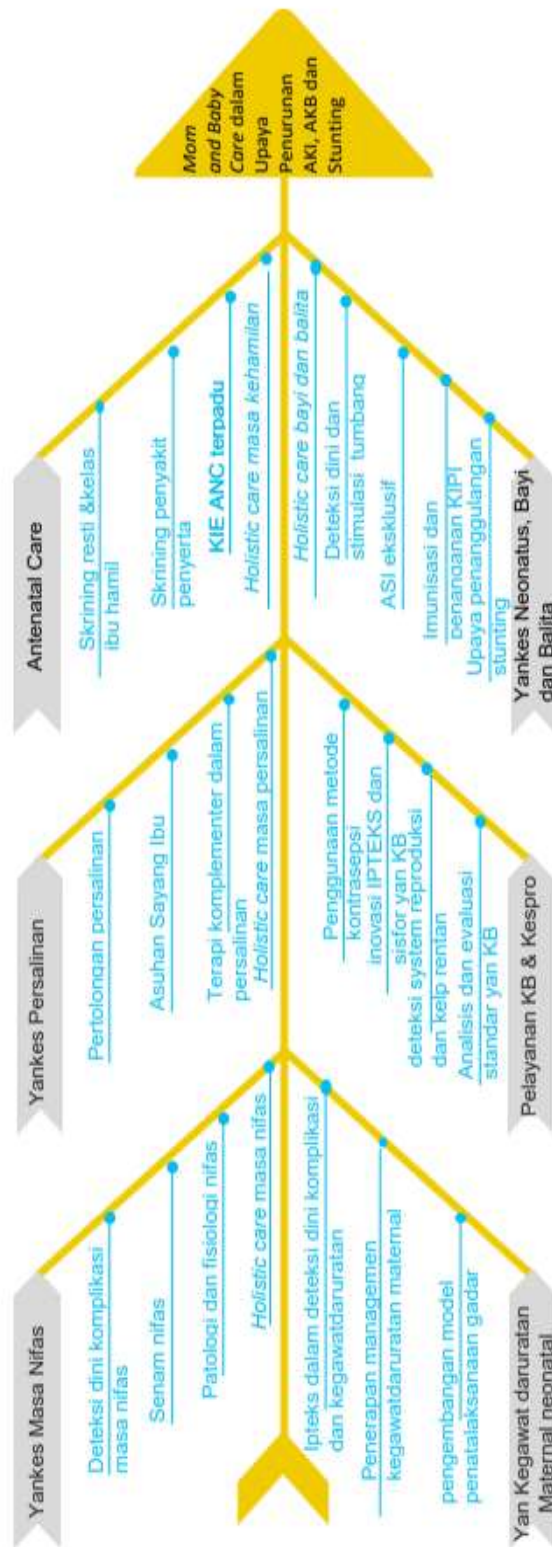 Yankes Masa Nifas
Deteksi dini komplikasi
masa nifas
Senam nifas
Patologi dan fisiologi nifas
Holistic care masa nifas
Yankes Persalinan
Pertolongan persalinan
Asuhan Sayang Ibu
Terapi komplementer dalam
persalinan
Holistic care masa persalinan
Antenatal Care
Skrining resti &kelas
ibu hamil
Skrining penyakit
penyerta
KIE ANC terpadu
Holistic care masa kehamilan
Mom
and Baby
Care dalam
Upaya
Penurunan
AKI, AKB dan
Stunting
Ipteks dalam deteksi dini komplikasi
dan kegawatdaruratan
Penerapan managemen
kegawatdaruratan maternal
pengembangan model
penatalaksanaan gadar
Yan Kegawat daruratan
Maternal neonatal
Penggunaan metode
kontrasepsi
inovasi IPTEKS dan
sisfor yan KB
deteksi system reproduksi
dan kelp rentan
Analisis dan evaluasi
standar yan KB
Pelayanan KB & Kespro
Holistic care bayi dan balita
Deteksi dini dan
stimulasi tumbang
ASI eksklusif
Imunisasi dan
penanganan KIPI
Upaya penanggulangan
stunting
Yankes Neonatus, Bayi
dan Balita